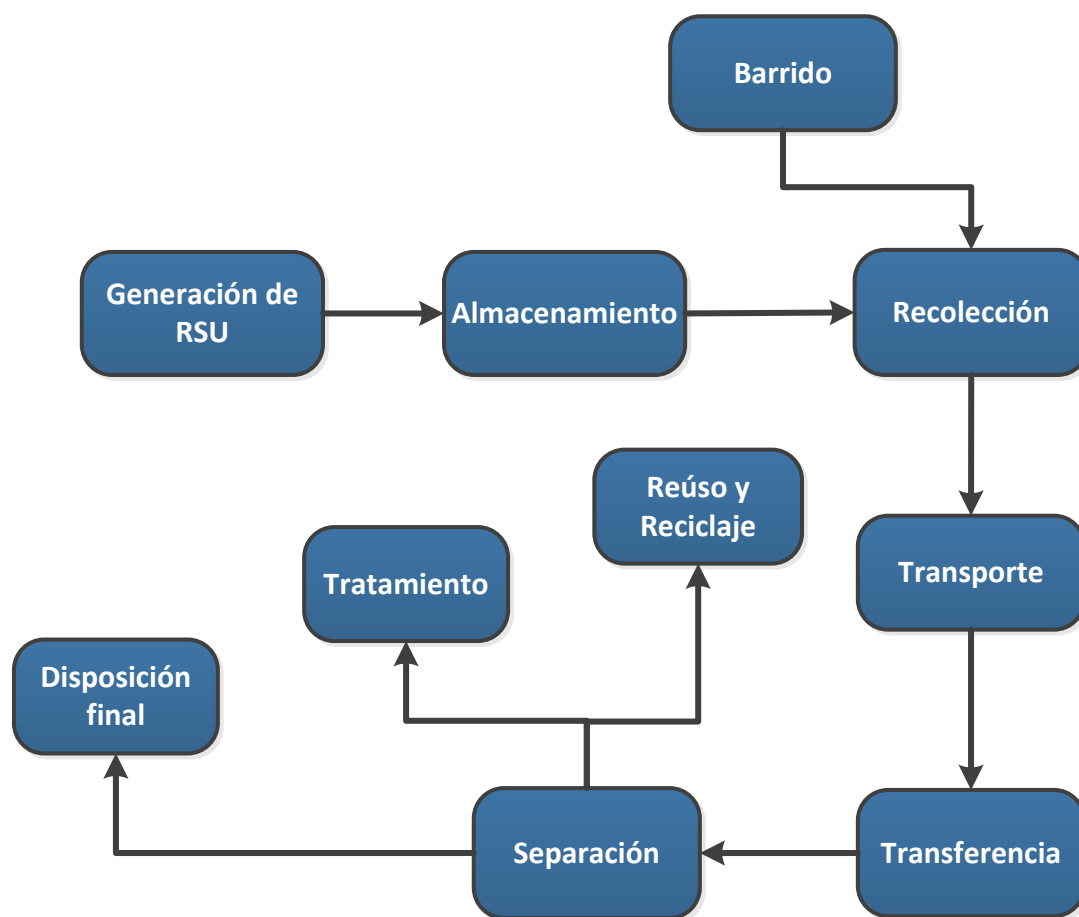 Barrido
Generación de
RSU
Almacenamiento
Recolección
Reúso y
Reciclaje
Tratamiento
Transporte
Disposición
final
Separación
Transferencia